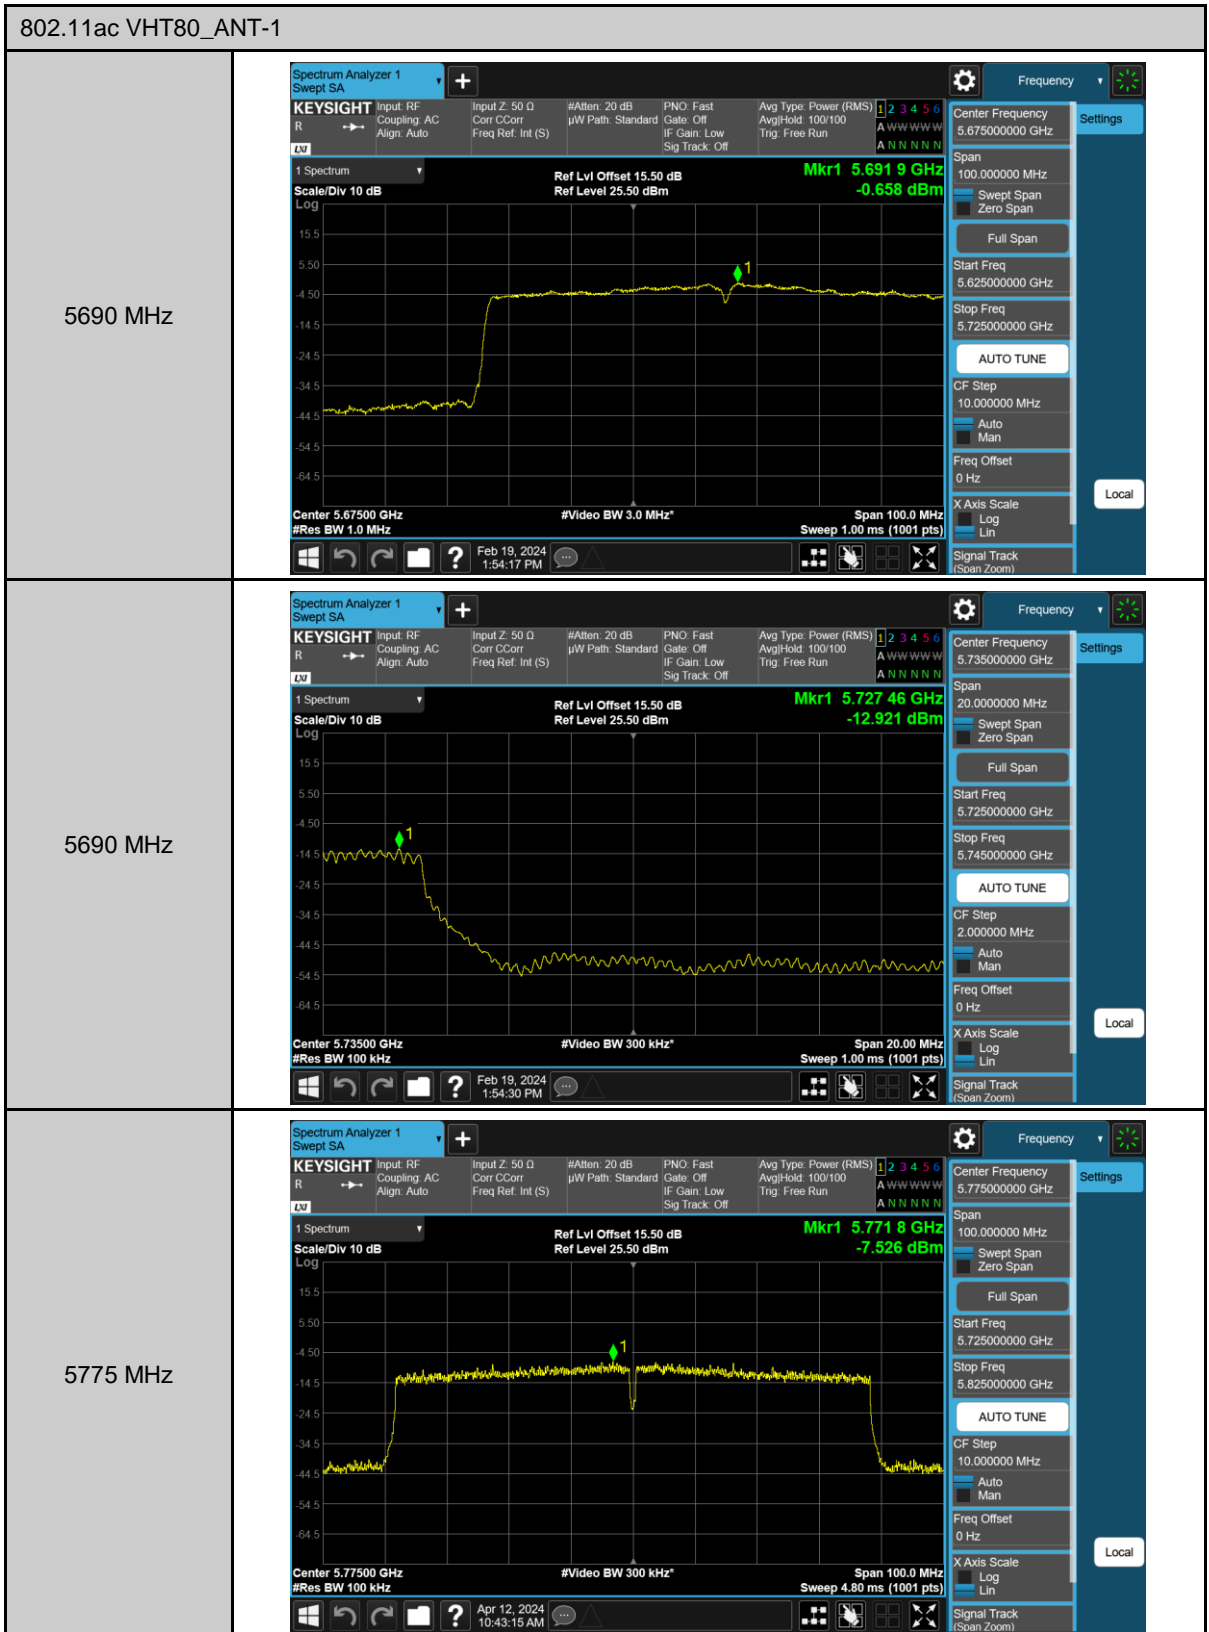 802.11ac VHT80_ANT-1
5690 MHz
Spectrum Analyzer 1
Swept SA
Frequency
KEYSIGHT
R
LXI
Input: RF
Coupling: AC
Align: Auto
Input Z: 50 Ω
Corr CCorr
Freq Ref: Int (S)
#Atten: 20 dB
µW Path: Standard
PNO: Fast
Gate: Off
IF Gain: Low
Sig Track: Off
Avg Type: Power (RMS)
Avg|Hold: 100/100
Trig: Free Run
1 2 3 4 5 6
A W W W W W
A N N N N N
1 Spectrum
Scale/Div 10 dB
Log
Ref Lvl Offset 15.50 dB
Ref Level 25.50 dBm
Mkr1 5.691 9 GHz
-0.658 dBm
15.5
5.50
-4.50
-14.5
-24.5
-34.5
-44.5
-54.5
-64.5
1
Center 5.67500 GHz
#Res BW 1.0 MHz
#Video BW 3.0 MHz*
Span 100.0 MHz
Sweep 1.00 ms (1001 pts)
Feb 19, 2024
1:54:17 PM
Center Frequency
5.675000000 GHz
Span
100.000000 MHz
Swept Span
Zero Span
Full Span
Start Freq
5.625000000 GHz
Stop Freq
5.725000000 GHz
AUTO TUNE
CF Step
10.000000 MHz
Auto
Man
Freq Offset
0 Hz
X Axis Scale
Log
Lin
Signal Track
(Span Zoom)
Settings
Local
5690 MHz
Spectrum Analyzer 1
Swept SA
Frequency
KEYSIGHT
R
LXI
Input: RF
Coupling: AC
Align: Auto
Input Z: 50 Ω
Corr CCorr
Freq Ref: Int (S)
#Atten: 20 dB
µW Path: Standard
PNO: Fast
Gate: Off
IF Gain: Low
Sig Track: Off
Avg Type: Power (RMS)
Avg|Hold: 100/100
Trig: Free Run
1 2 3 4 5 6
A W W W W W
A N N N N N
1 Spectrum
Scale/Div 10 dB
Log
Ref Lvl Offset 15.50 dB
Ref Level 25.50 dBm
Mkr1 5.727 46 GHz
-12.921 dBm
15.5
5.50
-4.50
-14.5
-24.5
-34.5
-44.5
-54.5
-64.5
1
Center 5.73500 GHz
#Res BW 100 kHz
#Video BW 300 kHz*
Span 20.00 MHz
Sweep 1.00 ms (1001 pts)
Feb 19, 2024
1:54:30 PM
Center Frequency
5.735000000 GHz
Span
20.0000000 MHz
Swept Span
Zero Span
Full Span
Start Freq
5.725000000 GHz
Stop Freq
5.745000000 GHz
AUTO TUNE
CF Step
2.000000 MHz
Auto
Man
Freq Offset
0 Hz
X Axis Scale
Log
Lin
Signal Track
(Span Zoom)
Settings
Local
5775 MHz
Spectrum Analyzer 1
Swept SA
Frequency
KEYSIGHT
R
LXI
Input: RF
Coupling: AC
Align: Auto
Input Z: 50 Ω
Corr CCorr
Freq Ref: Int (S)
#Atten: 20 dB
µW Path: Standard
PNO: Fast
Gate: Off
IF Gain: Low
Sig Track: Off
Avg Type: Power (RMS)
Avg|Hold: 100/100
Trig: Free Run
1 2 3 4 5 6
A W W W W W
A N N N N N
1 Spectrum
Scale/Div 10 dB
Log
Ref Lvl Offset 15.50 dB
Ref Level 25.50 dBm
Mkr1 5.771 8 GHz
-7.526 dBm
15.5
5.50
-4.50
-14.5
-24.5
-34.5
-44.5
-54.5
-64.5
1
Center 5.77500 GHz
#Res BW 100 kHz
#Video BW 300 kHz*
Span 100.0 MHz
Sweep 4.80 ms (1001 pts)
Apr 12, 2024
10:43:15 AM
Center Frequency
5.775000000 GHz
Span
100.000000 MHz
Swept Span
Zero Span
Full Span
Start Freq
5.725000000 GHz
Stop Freq
5.825000000 GHz
AUTO TUNE
CF Step
10.000000 MHz
Auto
Man
Freq Offset
0 Hz
X Axis Scale
Log
Lin
Signal Track
(Span Zoom)
Settings
Local